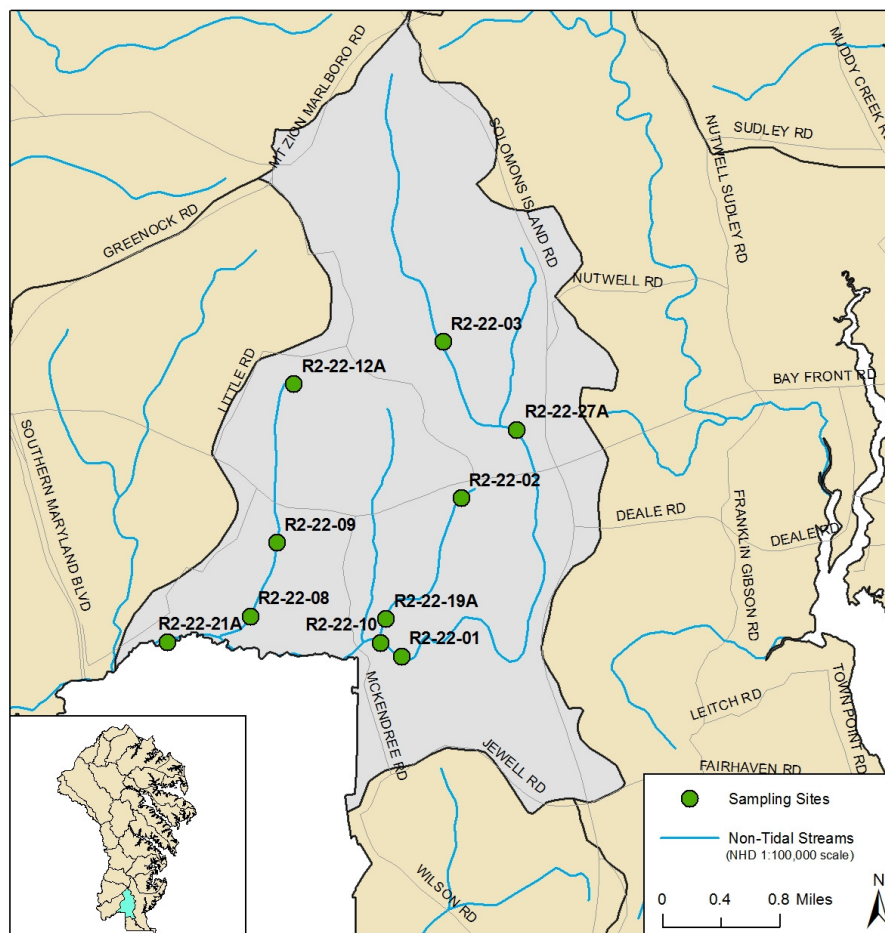 MT ZION MARLBORO RD
MUDDY CREEK R
SOLOMONS ISLAND RD
SUDLEY RD
NUTWELL SUDLEY RD
GREENOCK RD
NUTWELL RD
R2-22-03
LITTLE RD
R2-22-12A
BAY FRONT RD
R2-22-27A
SOUTHERN MARYLAND BLVD
R2-22-02
FRANKLIN GIBSON RD
DEALE RD
DEALE RD
R2-22-09
R2-22-08
R2-22-19A
R2-22-21A
R2-22-10
R2-22-01
MCKENDREE RD
LEITCH RD
TOWN POINT RD
JEWELL RD
FAIRHAVEN RD
WILSON RD
Sampling Sites
Non-Tidal Streams
(NHD 1:100,000 scale)
0 0.4 0.8 Miles
N